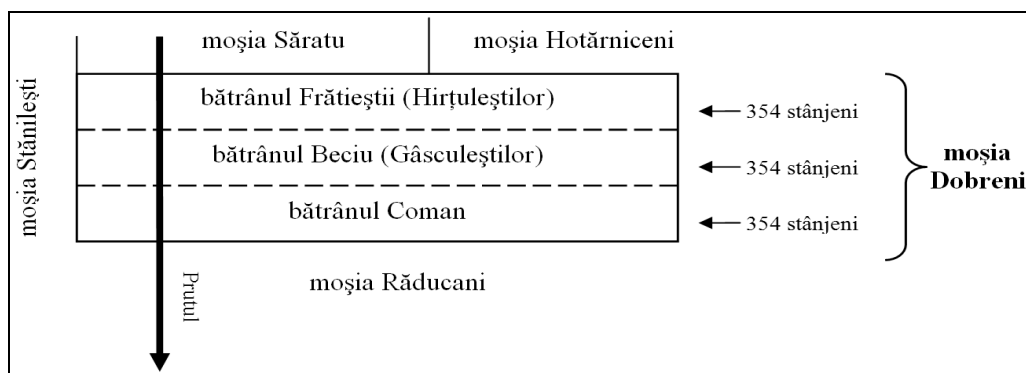 moşia Săratu
moşia Hotărniceni
moşia Stănileşti
bătrânul Frătieştii (Hirţuleştilor)
354 stânjeni
bătrânul Beciu (Gâsculeştilor)
354 stânjeni
moşia
Dobreni
bătrânul Coman
354 stânjeni
Prutul
moşia Răducani